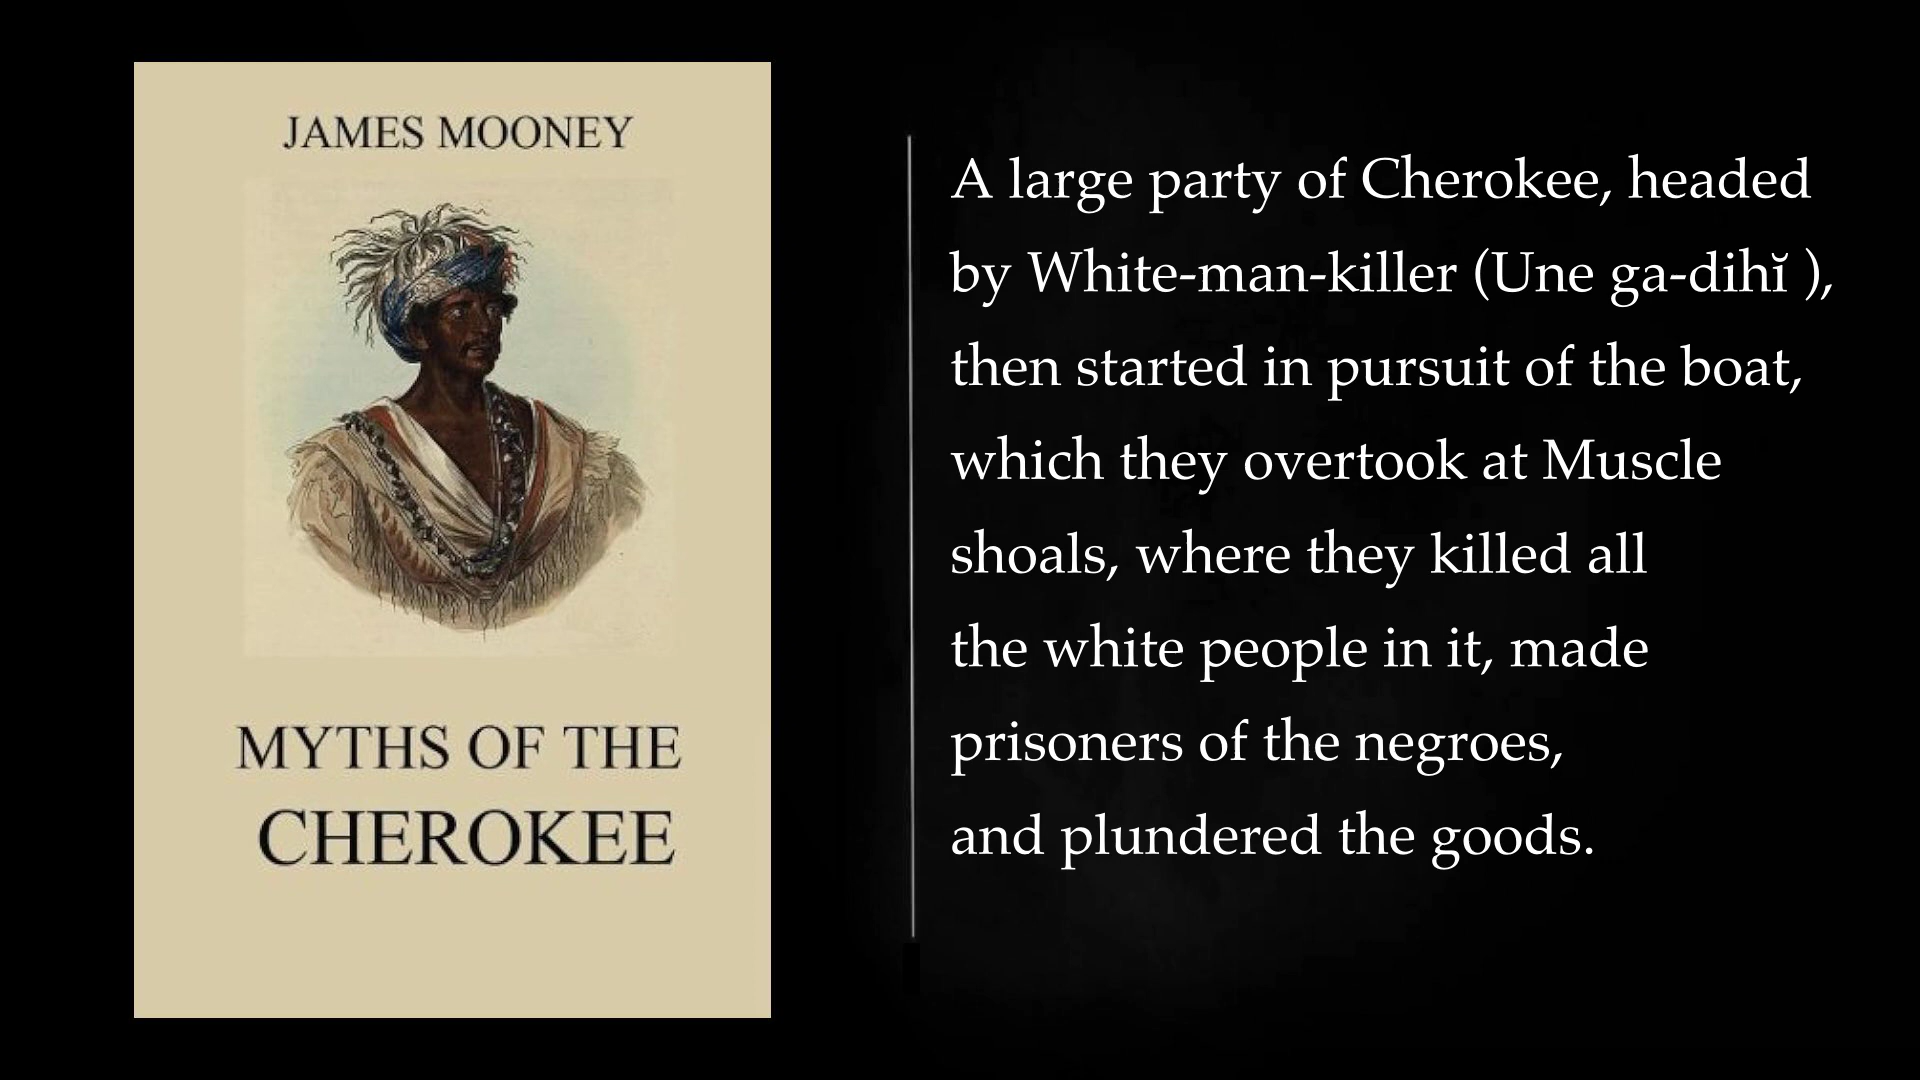 JAMES MOONEY
MYTHS OF THE
CHEROKEE
A large party of Cherokee, headed
by White-man-killer (Une ga-dihĭ ),
then started in pursuit of the boat,
which they overtook at Muscle
shoals, where they killed all
the white people in it, made
prisoners of the negroes,
and plundered the goods.